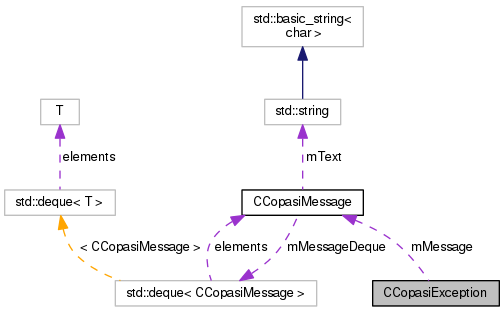 std::basic_string<
char >
T
std::string
elements
mText
std::deque< T >
CCopasiMessage
< CCopasiMessage >
elements
mMessageDeque
mMessage
std::deque< CCopasiMessage >
CCopasiException